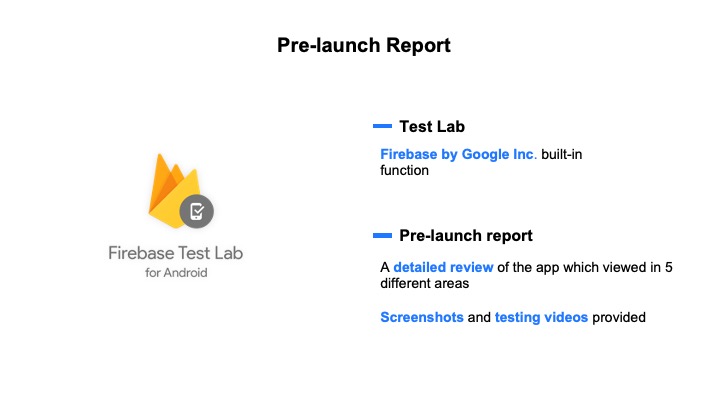 Pre-launch Report
Firebase Test Lab
for Android
Test Lab
Firebase by Google Inc. built-in
function
Pre-launch report
A detailed review of the app which viewed in 5
different areas
Screenshots and testing videos provided